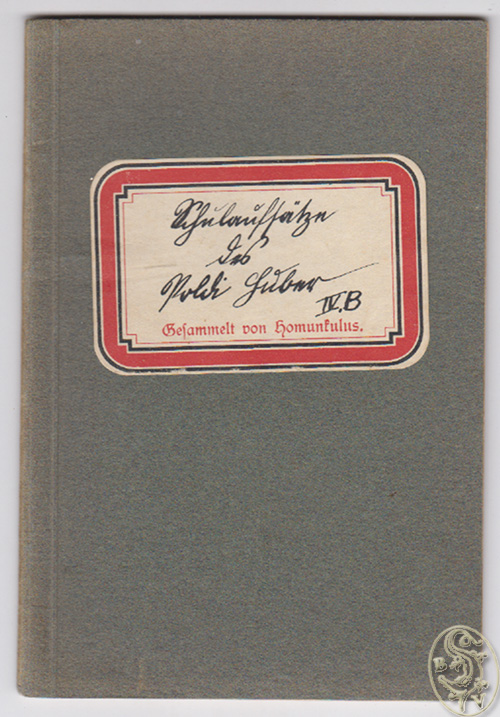 Schulaufsätze
des
Poldi Huber
IV.B
Gesammelt von Homunkulus.